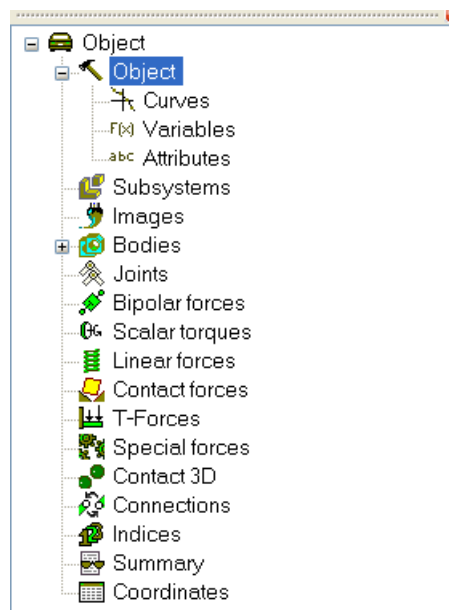 Object
Object
Curves
F(x) Variables
abc Attributes
Subsystems
Images
Bodies
Joints
Bipolar forces
Scalar torques
Linear forces
Contact forces
T-Forces
Special forces
Contact 3D
Connections
Indices
Summary
Coordinates